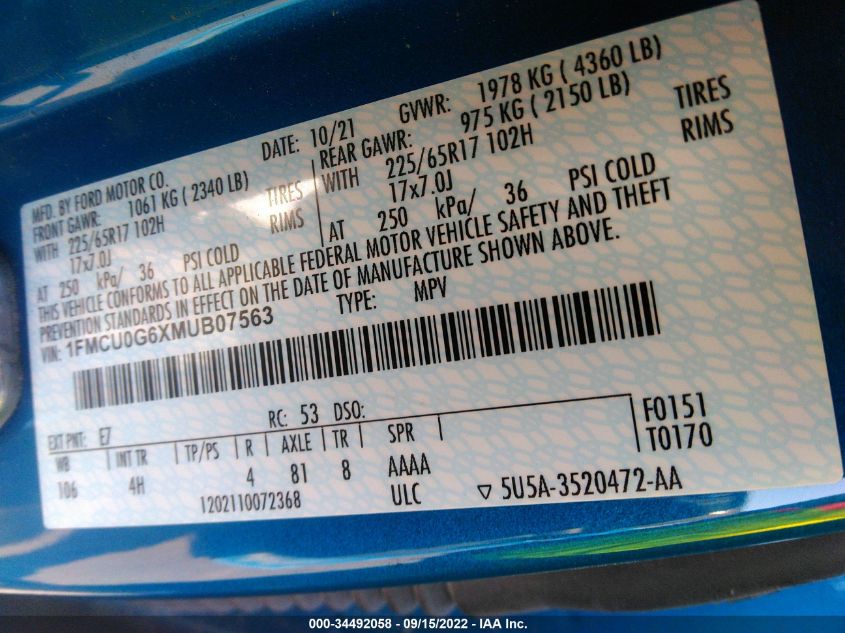 MFD. BY FORD MOTOR CO.
DATE: 10/21
GVWR: 1978 KG ( 4360 LB)
FRONT GAWR: 1061 KG ( 2340 LB)
WITH 225/65R17 102H TIRES
17x7.0J RIMS
AT 250 kPa/ 36 PSI COLD
REAR GAWR: 975 KG ( 2150 LB)
WITH 225/65R17 102H TIRES
17x7.0J RIMS
AT 250 kPa/ 36 PSI COLD
THIS VEHICLE CONFORMS TO ALL APPLICABLE FEDERAL MOTOR VEHICLE SAFETY AND THEFT
PREVENTION STANDARDS IN EFFECT ON THE DATE OF MANUFACTURE SHOWN ABOVE.
VIN: 1FMCU0G6XMUB07563
TYPE: MPV
EXT PNT: E7 RC: 53 DSO:
F0151
T0170
WB INT TR TP/PS R AXLE TR SPR
106 4H 4 81 8 AAAA
1202110072368 ULC 5U5A-3520472-AA
000-34492058 - 09/15/2022 - IAA Inc.